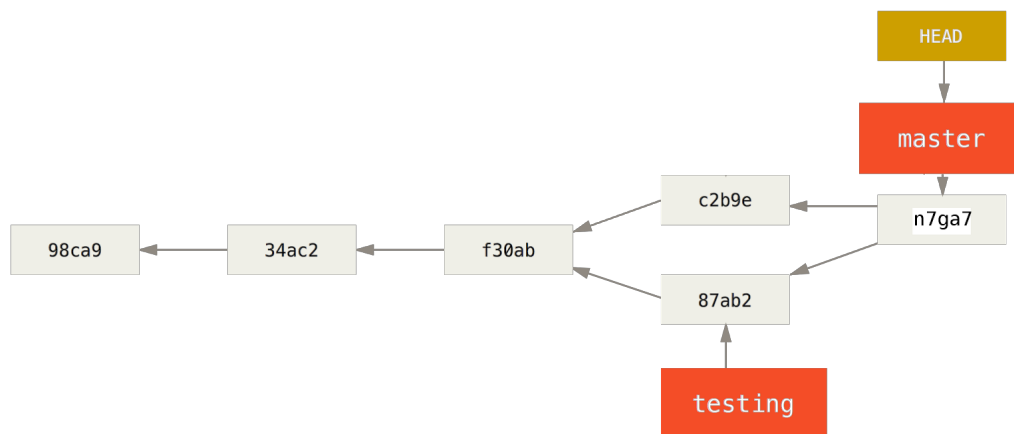 HEAD
master
c2b9e
n7ga7
98ca9
34ac2
f30ab
87ab2
testing